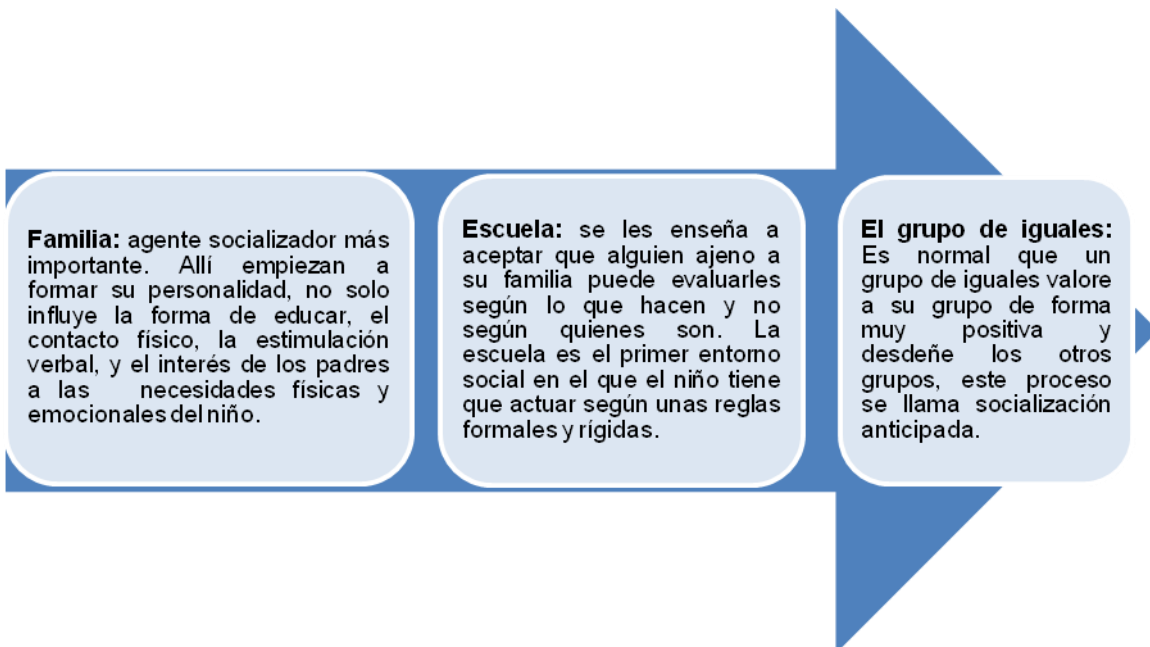 Familia: agente socializador más
importante. Allí empiezan a
formar su personalidad, no solo
influye la forma de educar, el
contacto físico, la estimulación
verbal, y el interés de los padres
a las necesidades físicas y
emocionales del niño.
Escuela: se les enseña a
aceptar que alguien ajeno a
su familia puede evaluarles
según lo que hacen y no
según quienes son. La
escuela es el primer entorno
social en el que el niño tiene
que actuar según unas reglas
formales y rígidas.
El grupo de iguales:
Es normal que un
grupo de iguales valore
a su grupo de forma
muy positiva y
desdeñe los otros
grupos, este proceso
se llama socialización
anticipada.